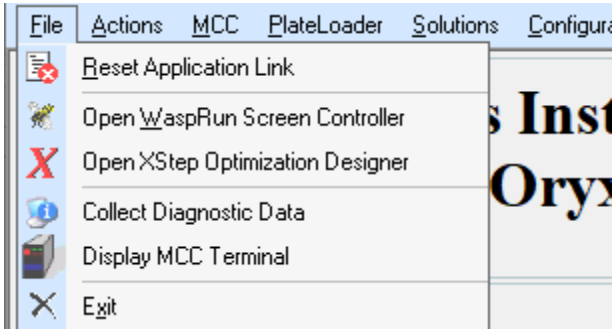 File Actions MCC PlateLoader Solutions
Reset Application Link
Open WaspRun Screen Controller
Open XStep Optimization Designer
Collect Diagnostic Data
Display MCC Terminal
Exit